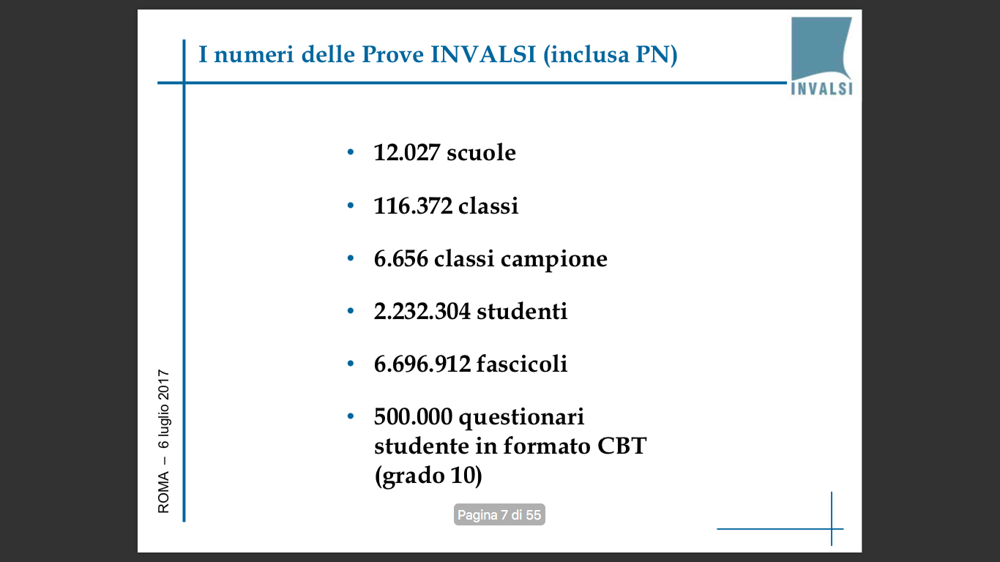 I numeri delle Prove INVALSI (inclusa PN)
INVALSI
• 12.027 scuole
• 116.372 classi
• 6.656 classi campione
• 2.232.304 studenti
• 6.696.912 fascicoli
• 500.000 questionari
studente in formato CBT
(grado 10)
ROMA – 6 luglio 2017
Pagina 7 di 55